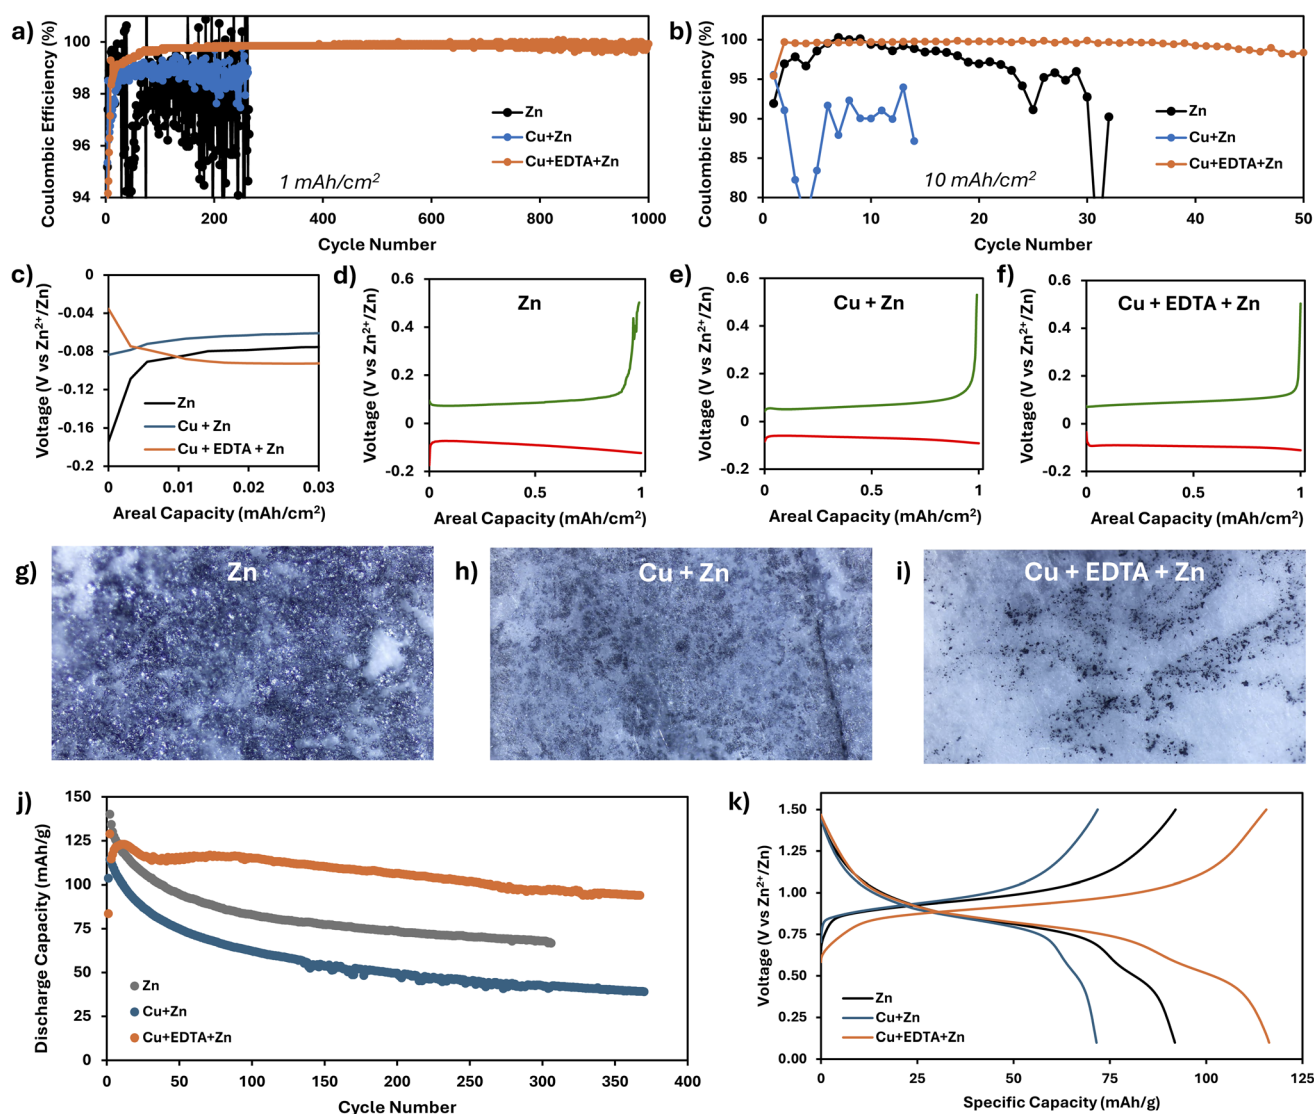 a)
Coulombic Efficiency (%)
100
98
96
94
0
200
400
600
800
1000
Cycle Number
Zn
Cu+Zn
Cu+EDTA+Zn
1 mAh/cm²
b)
Coulombic Efficiency (%)
100
95
90
85
80
0
10
20
30
40
50
Cycle Number
Zn
Cu+Zn
Cu+EDTA+Zn
10 mAh/cm²
c)
Voltage (V vs Zn²⁺/Zn)
0
-0.04
-0.08
-0.12
-0.16
-0.2
0
0.01
0.02
0.03
Areal Capacity (mAh/cm²)
Zn
Cu + Zn
Cu + EDTA + Zn
d)
Voltage (V vs Zn²⁺/Zn)
0.6
0.4
0.2
0
-0.2
0
0.5
1
Areal Capacity (mAh/cm²)
Zn
e)
Voltage (V vs Zn²⁺/Zn)
0.6
0.4
0.2
0
-0.2
0
0.5
1
Areal Capacity (mAh/cm²)
Cu + Zn
f)
Voltage (V vs Zn²⁺/Zn)
0.6
0.4
0.2
0
-0.2
0
0.5
1
Areal Capacity (mAh/cm²)
Cu + EDTA + Zn
g)
Zn
h)
Cu + Zn
i)
Cu + EDTA + Zn
j)
Discharge Capacity (mAh/g)
150
125
100
75
50
25
0
0
50
100
150
200
250
300
350
400
Cycle Number
Zn
Cu+Zn
Cu+EDTA+Zn
k)
Voltage (V vs Zn²⁺/Zn)
1.50
1.25
1.00
0.75
0.50
0.25
0.00
0
25
50
75
100
125
Specific Capacity (mAh/g)
Zn
Cu+Zn
Cu+EDTA+Zn